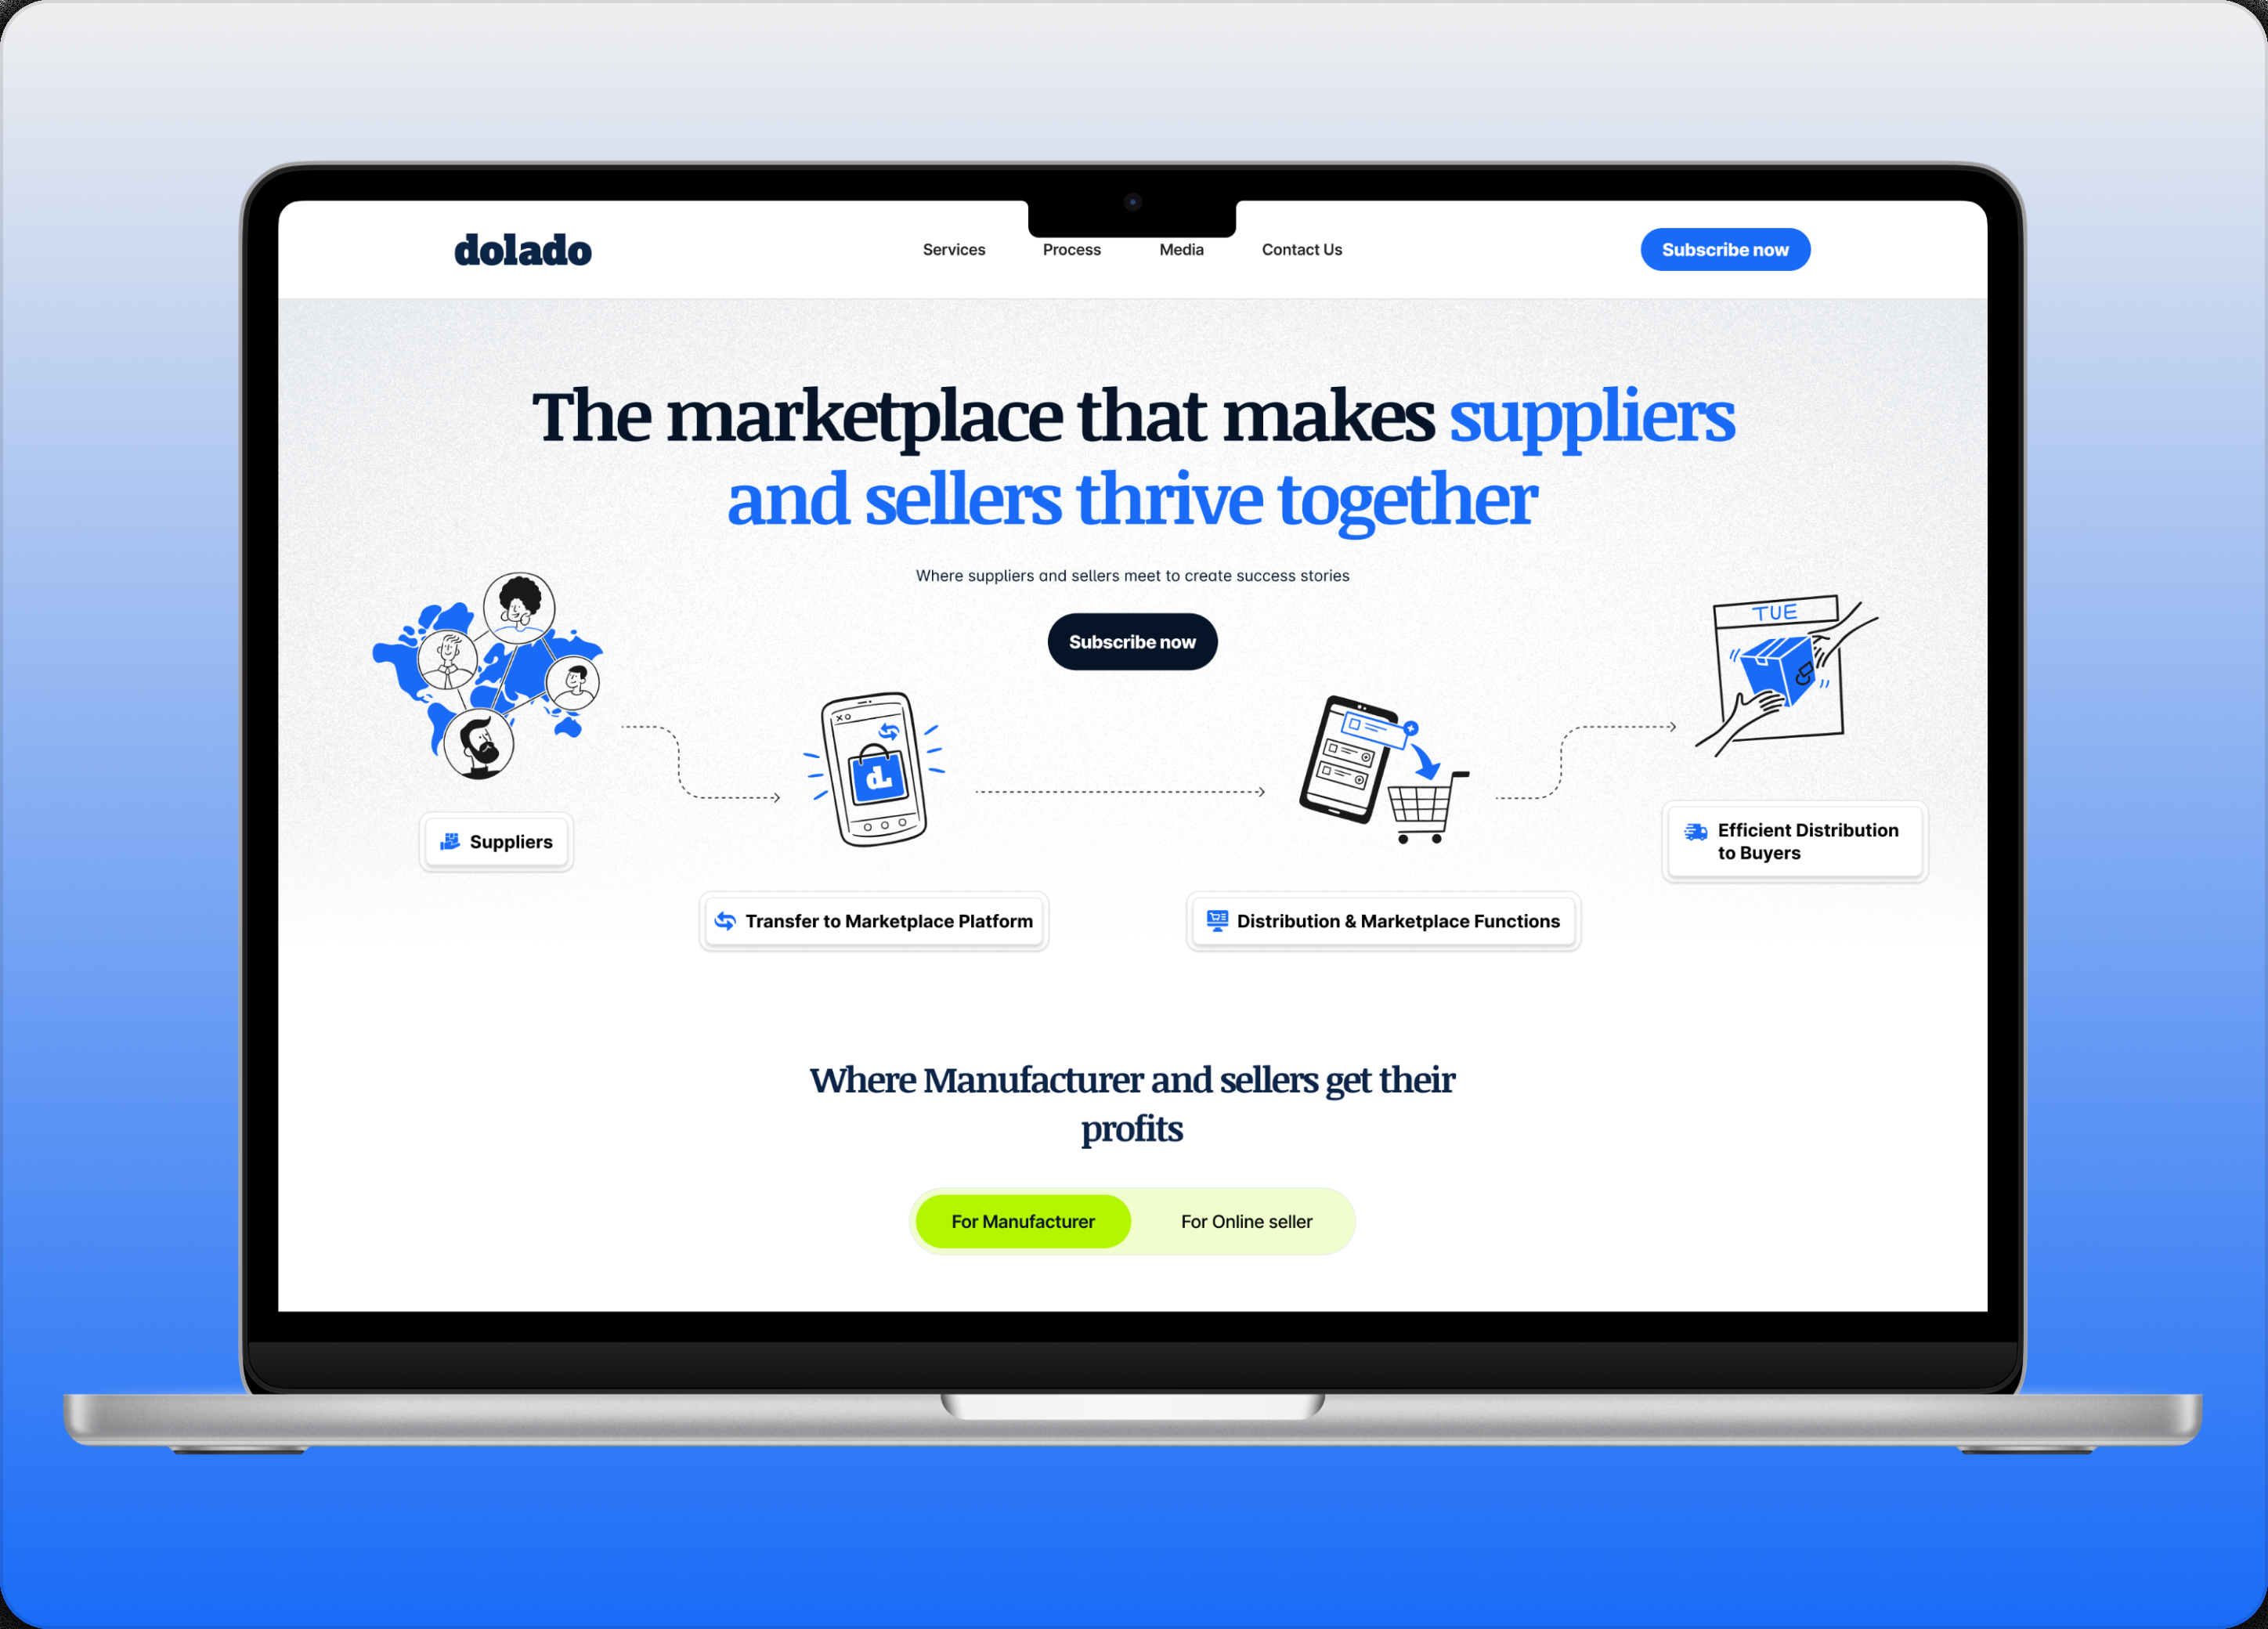 dolado
Services
Process
Media
Contact Us
Subscribe now
The marketplace that makes suppliers
and sellers thrive together
Where suppliers and sellers meet to create success stories
Subscribe now
TUE
XO
dL
Suppliers
Efficient Distribution
to Buyers
Transfer to Marketplace Platform
Distribution & Marketplace Functions
Where Manufacturer and sellers get their
profits
For Manufacturer
For Online seller